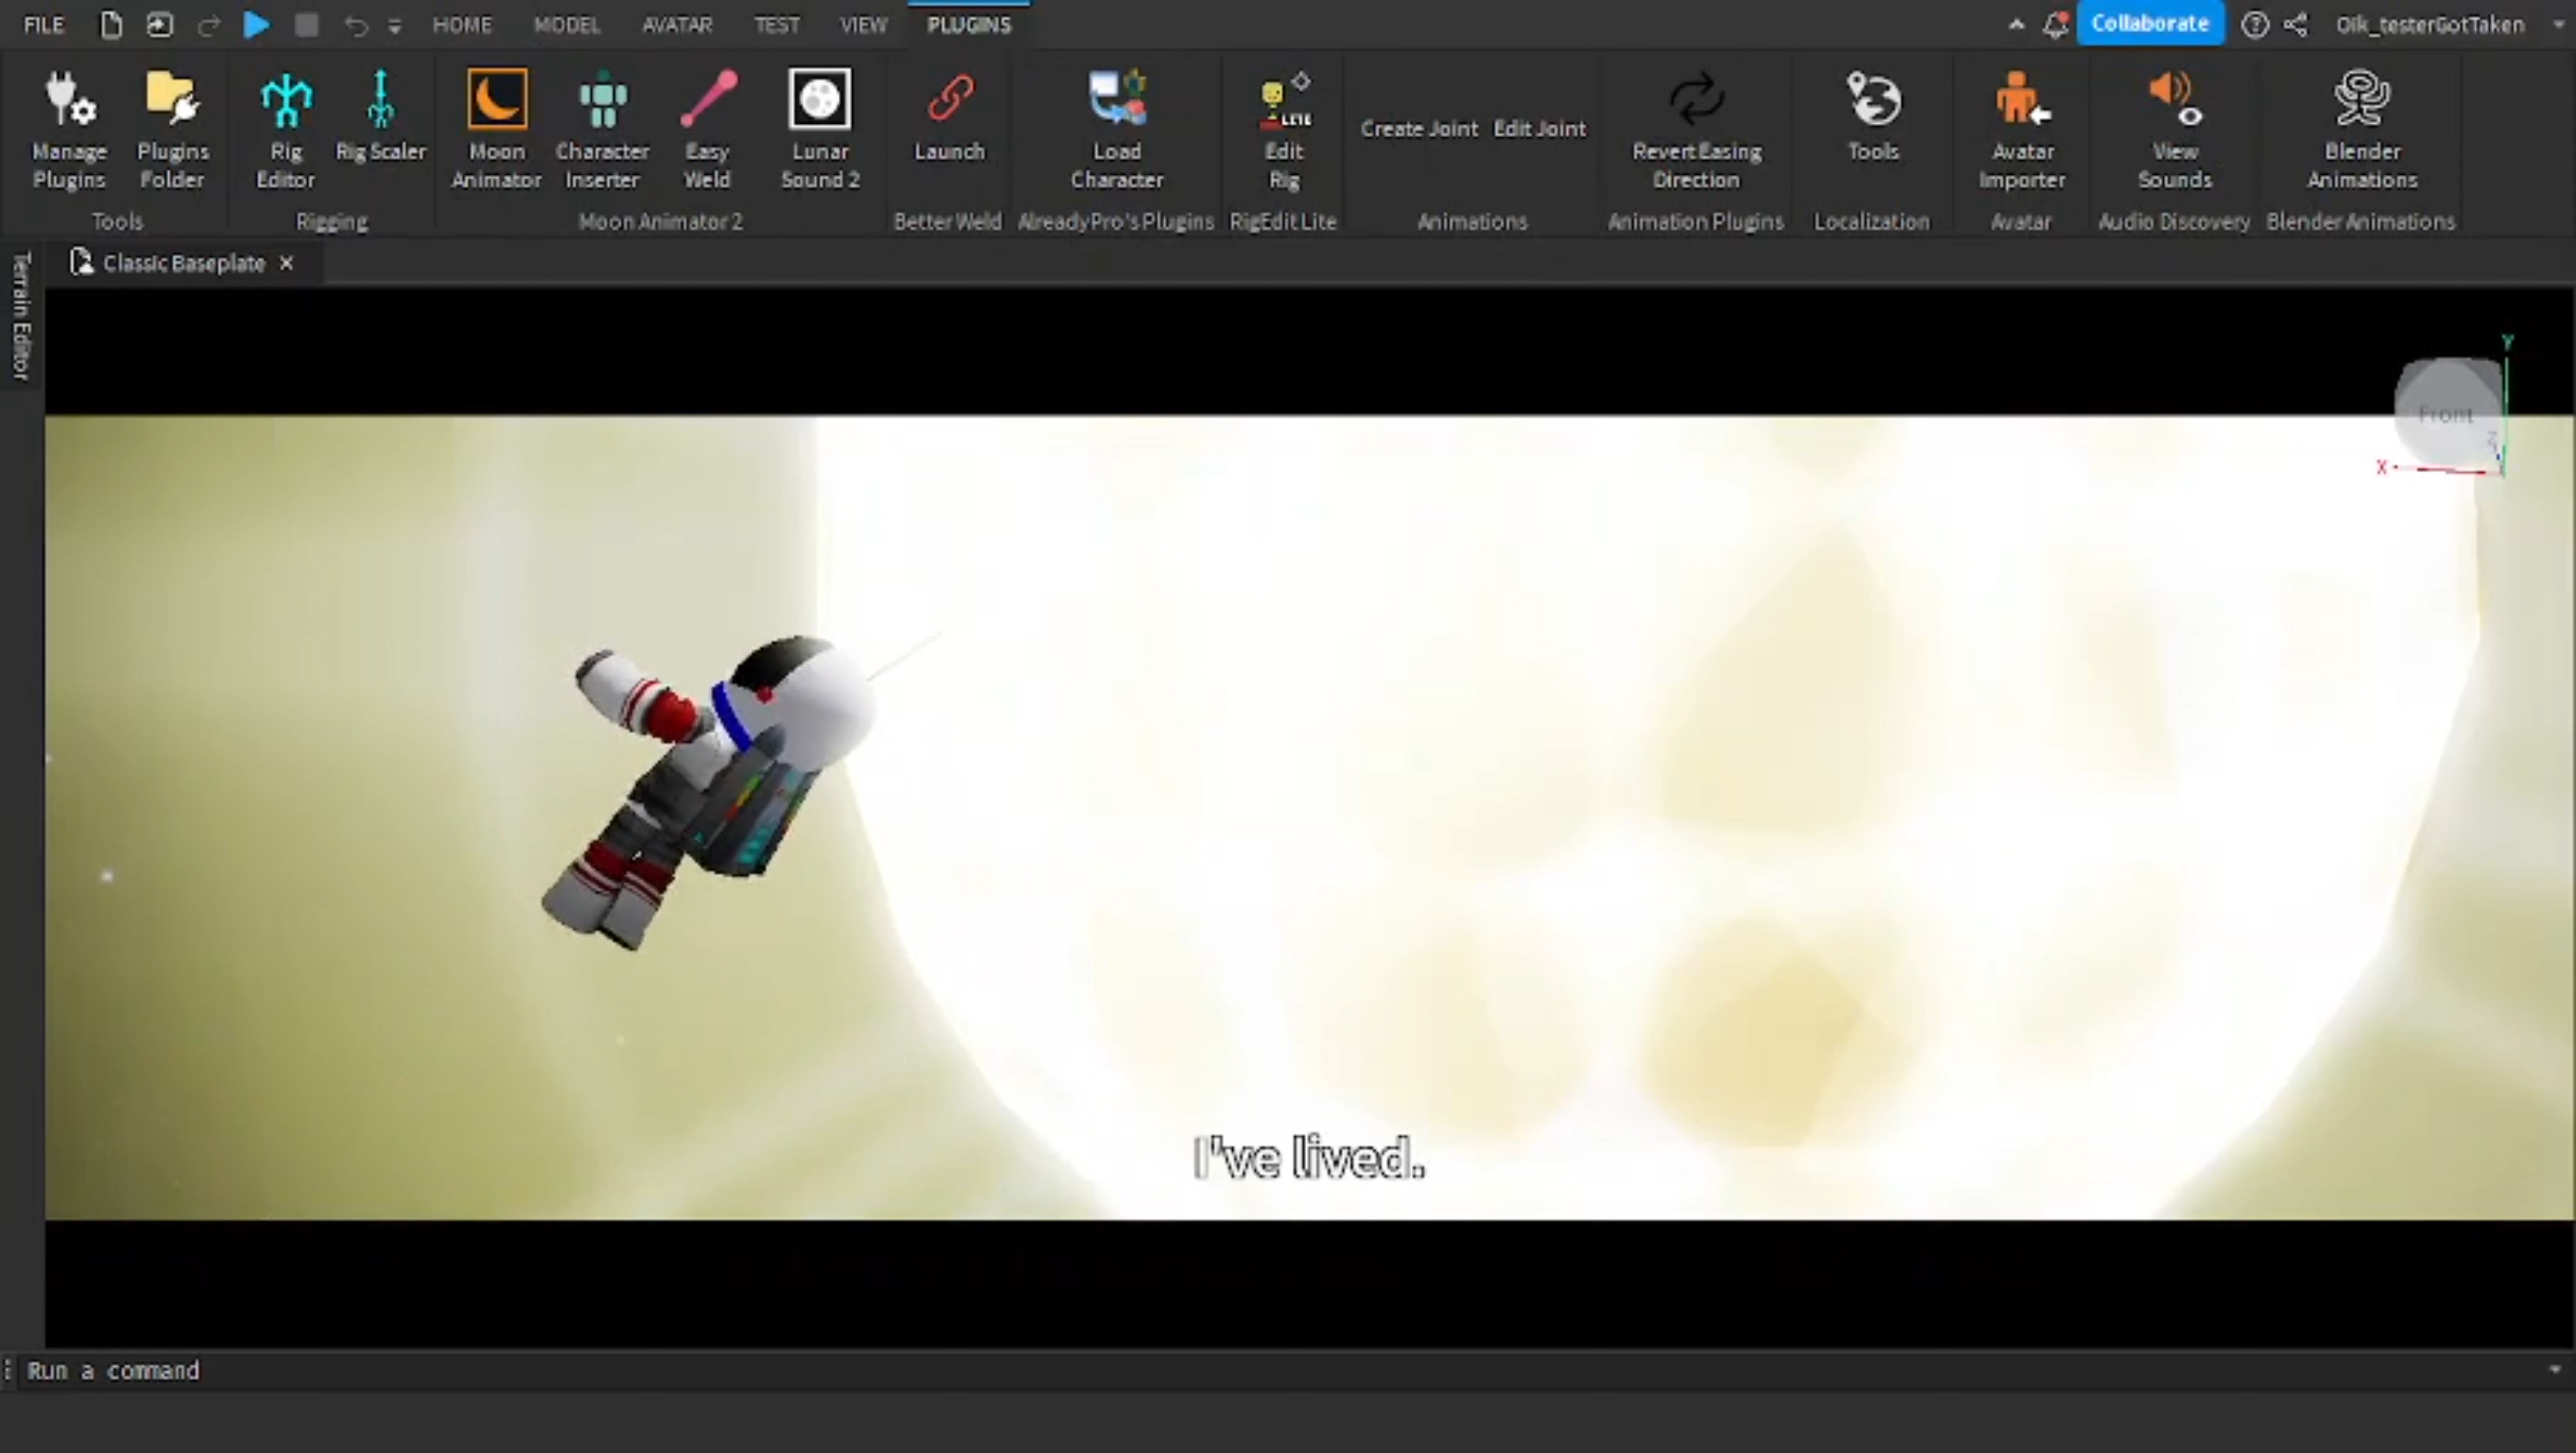 FILE HOME MODEL AVATAR TEST VIEW PLUGINS Collaborate Oik_testerGotTaken
Manage Plugins
Plugins Folder
Rig Editor
Rig Scaler
Moon Animator
Character Inserter
Easy Weld
Lunar Sound 2
Launch
Load Character
LITE
Edit Rig
Create Joint
Edit Joint
Revert Easing Direction
Tools
Avatar Importer
View Sounds
Blender Animations
Tools
Rigging
Moon Animator 2
Better Weld
AlreadyPro's Plugins
RigEdit Lite
Animations
Animation Plugins
Localization
Avatar
Audio Discovery
Blender Animations
Terrain Editor
Classic Baseplate
Y
Front
Z
X
I've lived.
Run a command